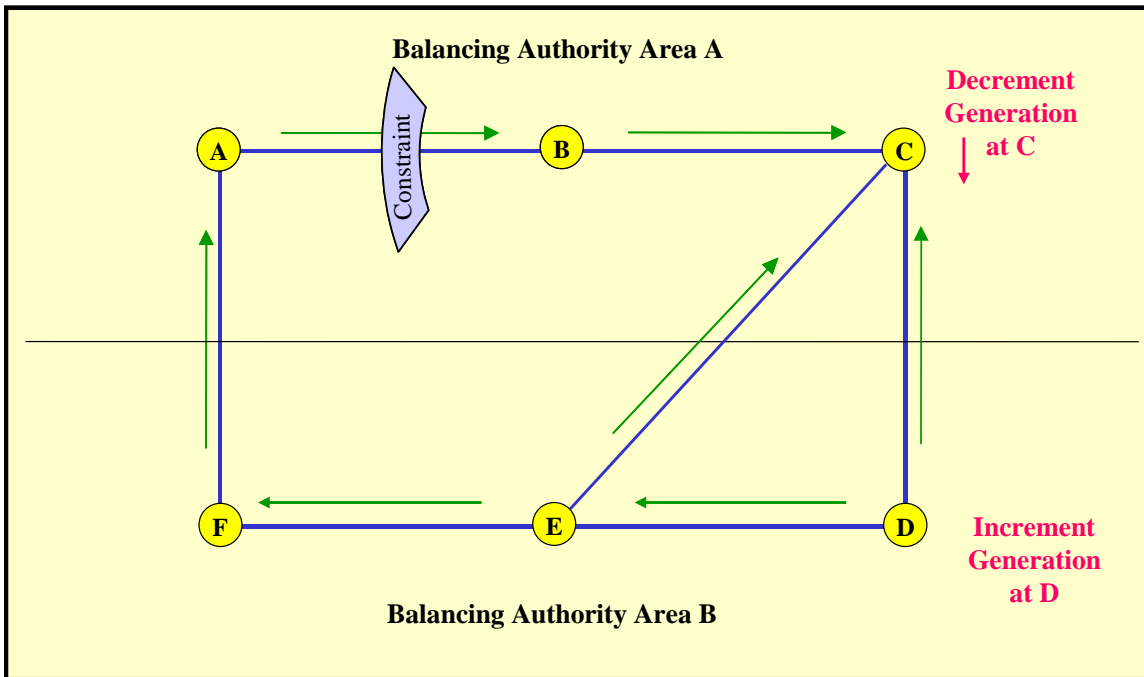 Balancing Authority Area A
Decrement
Generation
at C
Constraint
A
B
C
F
E
D
Increment
Generation
at D
Balancing Authority Area B